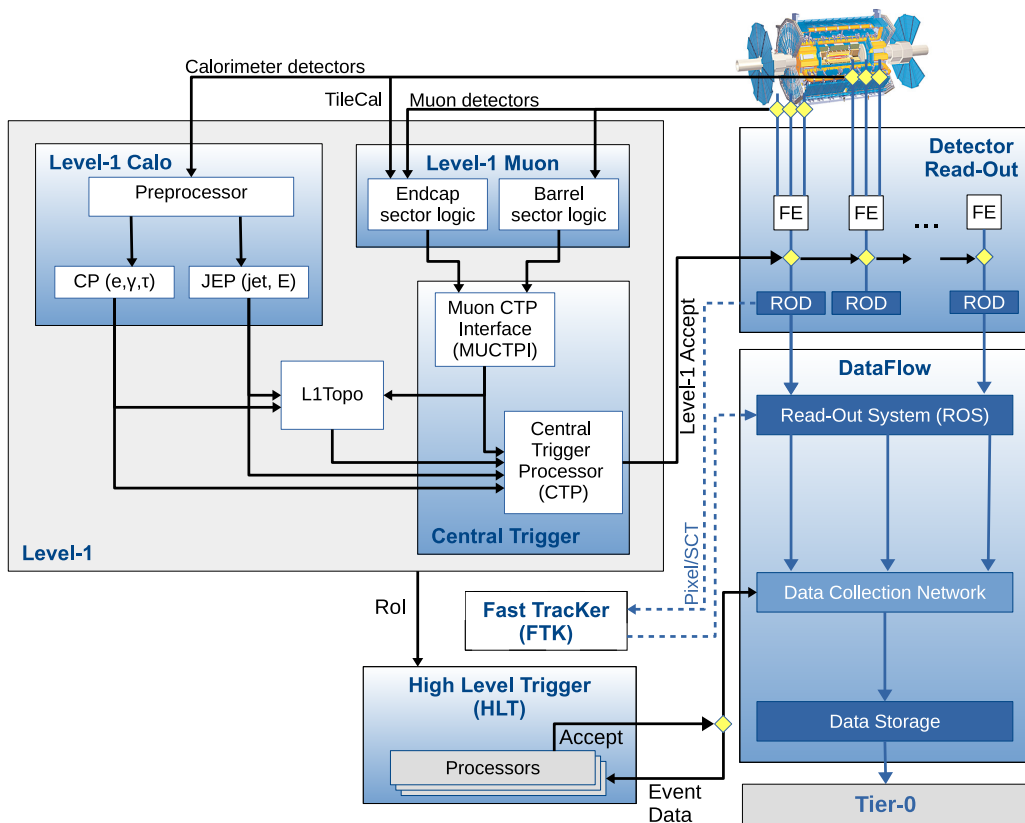 Calorimeter detectors
TileCal
Muon detectors
Level-1 Calo
Preprocessor
CP (e,γ,τ)
JEP (jet, E)
Level-1 Muon
Endcap
sector logic
Barrel
sector logic
Muon CTP
Interface
(MUCTPI)
L1Topo
Central
Trigger
Processor
(CTP)
Central Trigger
Level-1
Level-1 Accept
Detector
Read-Out
FE
FE
...
FE
ROD
ROD
ROD
DataFlow
Read-Out System (ROS)
Pixel/SCT
Data Collection Network
Data Storage
Tier-0
RoI
Fast TracKer
(FTK)
High Level Trigger
(HLT)
Accept
Processors
Event
Data